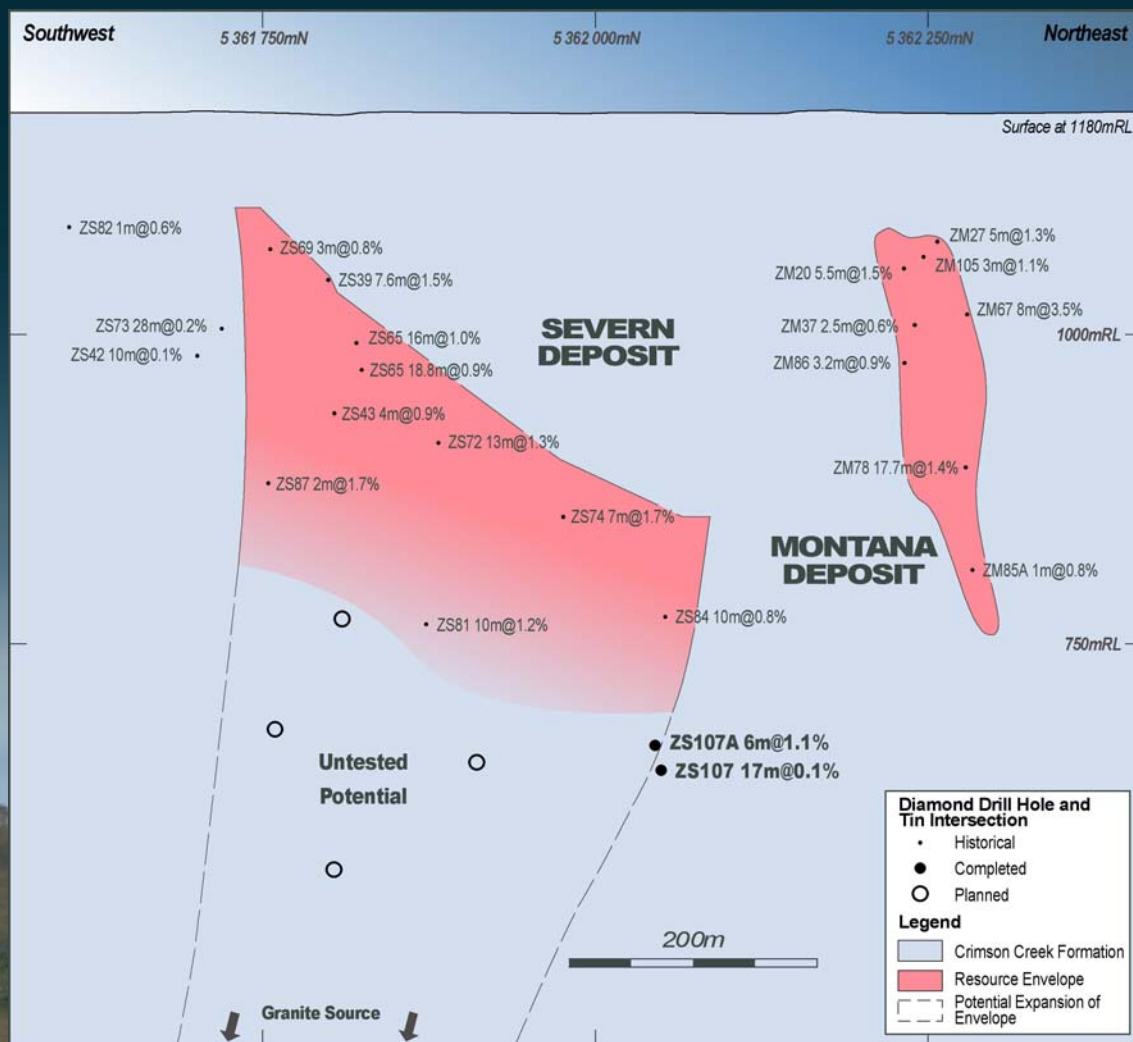 Southwest
5 361 750mN
5 362 000mN
5 362 250mN
Northeast
Surface at 1180mRL
ZS82 1m@0.6%
ZS69 3m@0.8%
ZS39 7.6m@1.5%
ZS73 28m@0.2%
ZS42 10m@0.1%
ZS65 16m@1.0%
ZS65 18.8m@0.9%
ZS43 4m@0.9%
ZS72 13m@1.3%
ZS87 2m@1.7%
ZS74 7m@1.7%
ZS81 10m@1.2%
ZS84 10m@0.8%
SEVERN
DEPOSIT
ZM27 5m@1.3%
ZM105 3m@1.1%
ZM20 5.5m@1.5%
ZM67 8m@3.5%
ZM37 2.5m@0.6%
1000mRL
ZM86 3.2m@0.9%
ZM78 17.7m@1.4%
MONTANA
DEPOSIT
ZM85A 1m@0.8%
750mRL
ZS107A 6m@1.1%
ZS107 17m@0.1%
Untested
Potential
Granite Source
200m
Diamond Drill Hole and
Tin Intersection
Historical
Completed
Planned
Legend
Crimson Creek Formation
Resource Envelope
Potential Expansion of
Envelope